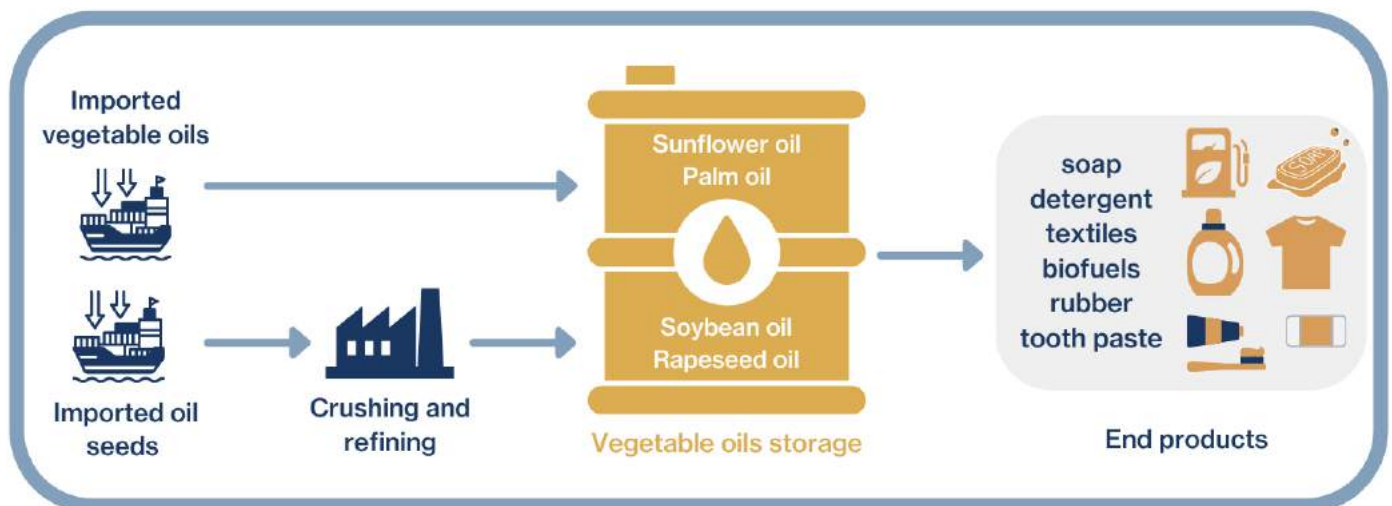 Imported
vegetable oils
Imported oil
seeds
Crushing and
refining
Sunflower oil
Palm oil
Soybean oil
Rapeseed oil
Vegetable oils storage
soap
detergent
textiles
biofuels
rubber
tooth paste
SOAP
End products